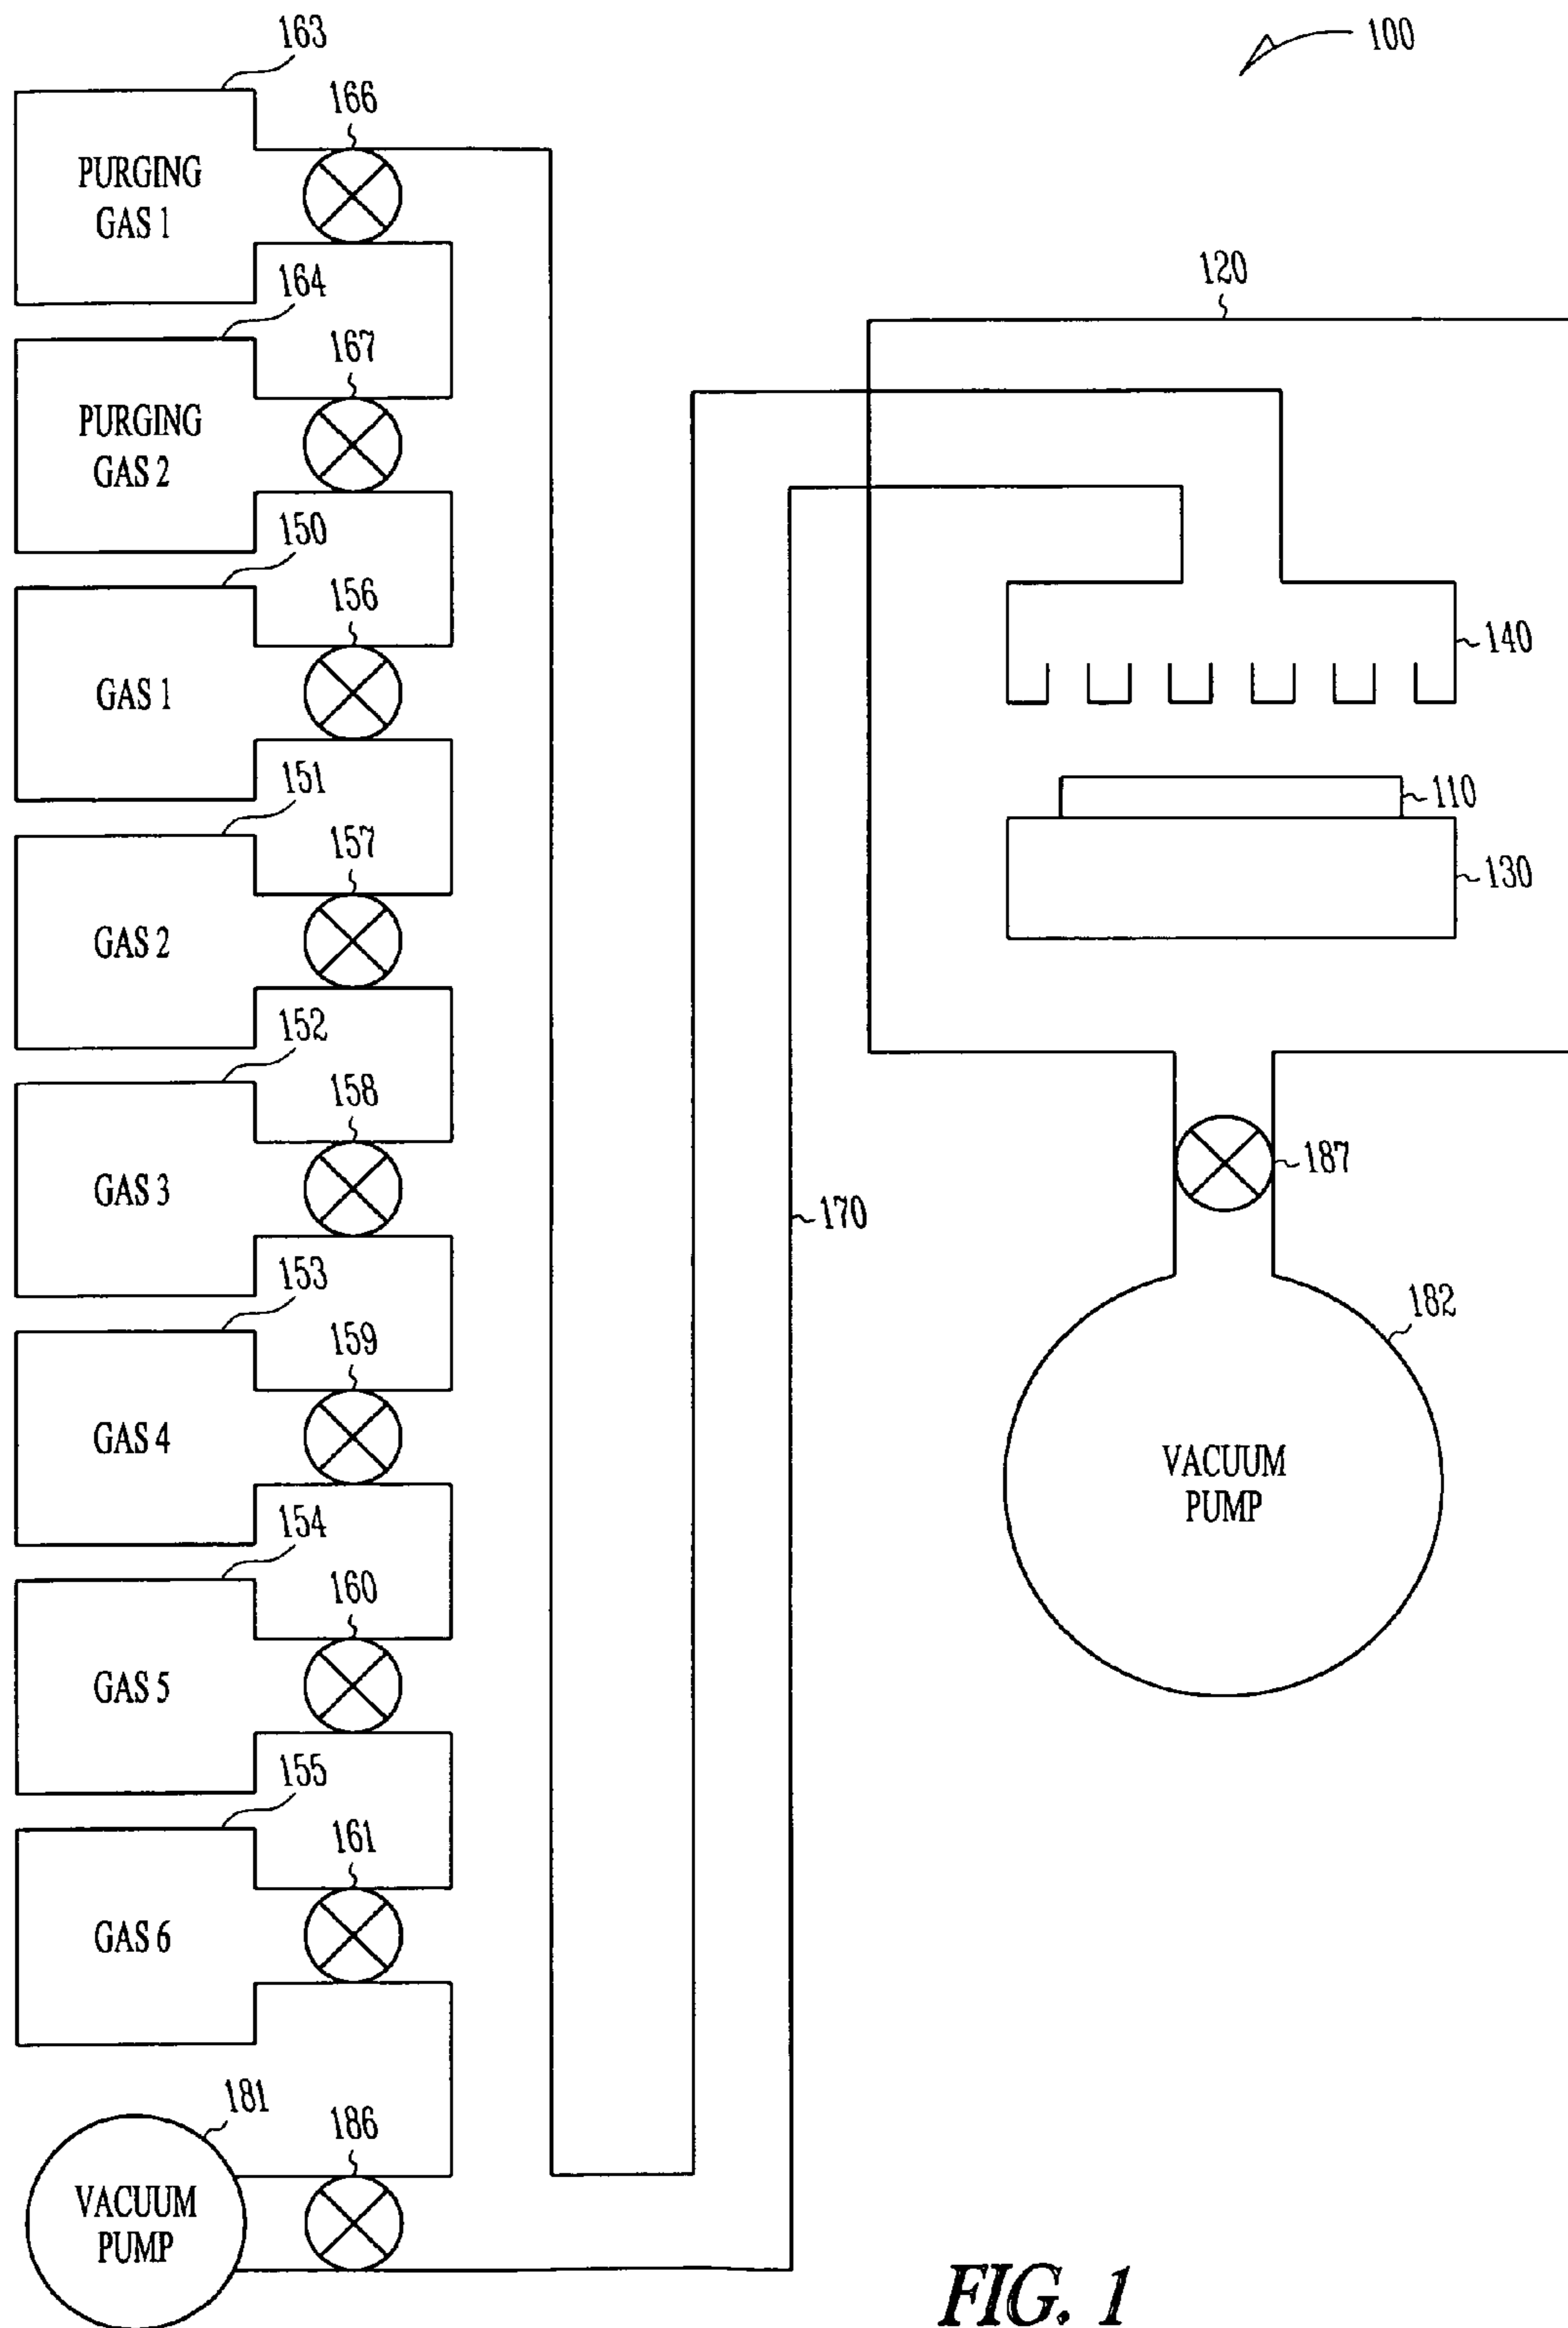 163
100
166
PURGING
GAS 1
164
120
167
PURGING
GAS 2
150
156
140
GAS 1
151
110
157
130
GAS 2
152
158
187
GAS 3
170
153
182
159
GAS 4
VACUUM
PUMP
154
160
GAS 5
155
161
GAS 6
181
186
VACUUM
PUMP
FIG. 1